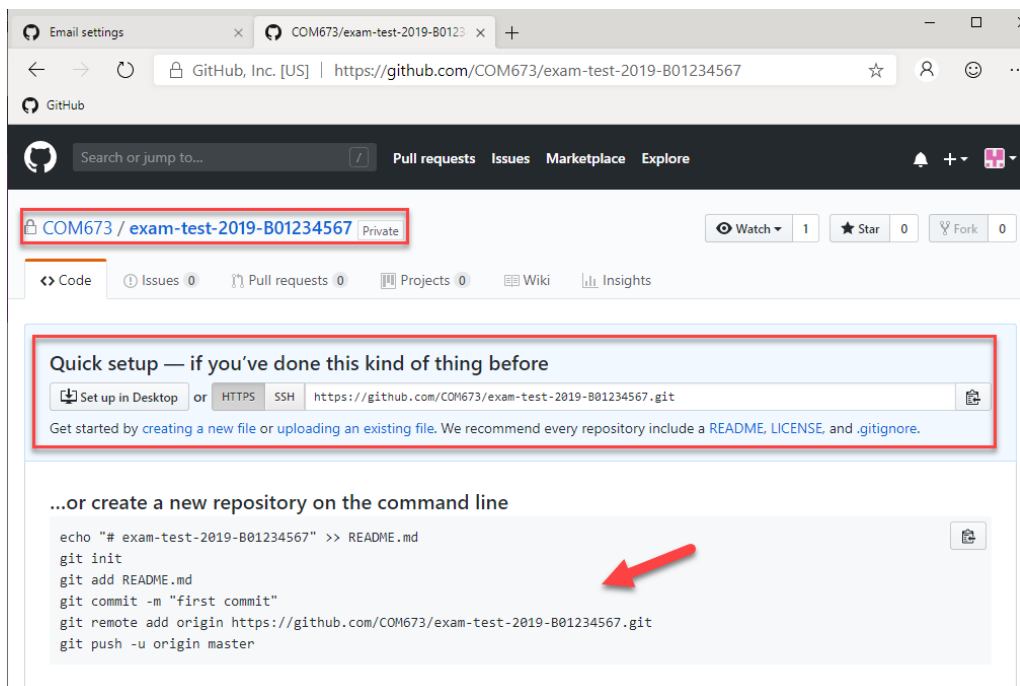 Email settings
COM673/exam-test-2019-B0123
GitHub, Inc. [US] | https://github.com/COM673/exam-test-2019-B01234567
GitHub
Search or jump to... / Pull requests Issues Marketplace Explore
COM673 / exam-test-2019-B01234567 Private
Watch 1 Star 0 Fork 0
<> Code Issues 0 Pull requests 0 Projects 0 Wiki Insights
Quick setup — if you've done this kind of thing before
Set up in Desktop or HTTPS SSH https://github.com/COM673/exam-test-2019-B01234567.git
Get started by creating a new file or uploading an existing file. We recommend every repository include a README, LICENSE, and .gitignore.
...or create a new repository on the command line
echo "# exam-test-2019-B01234567" >> README.md
git init
git add README.md
git commit -m "first commit"
git remote add origin https://github.com/COM673/exam-test-2019-B01234567.git
git push -u origin master